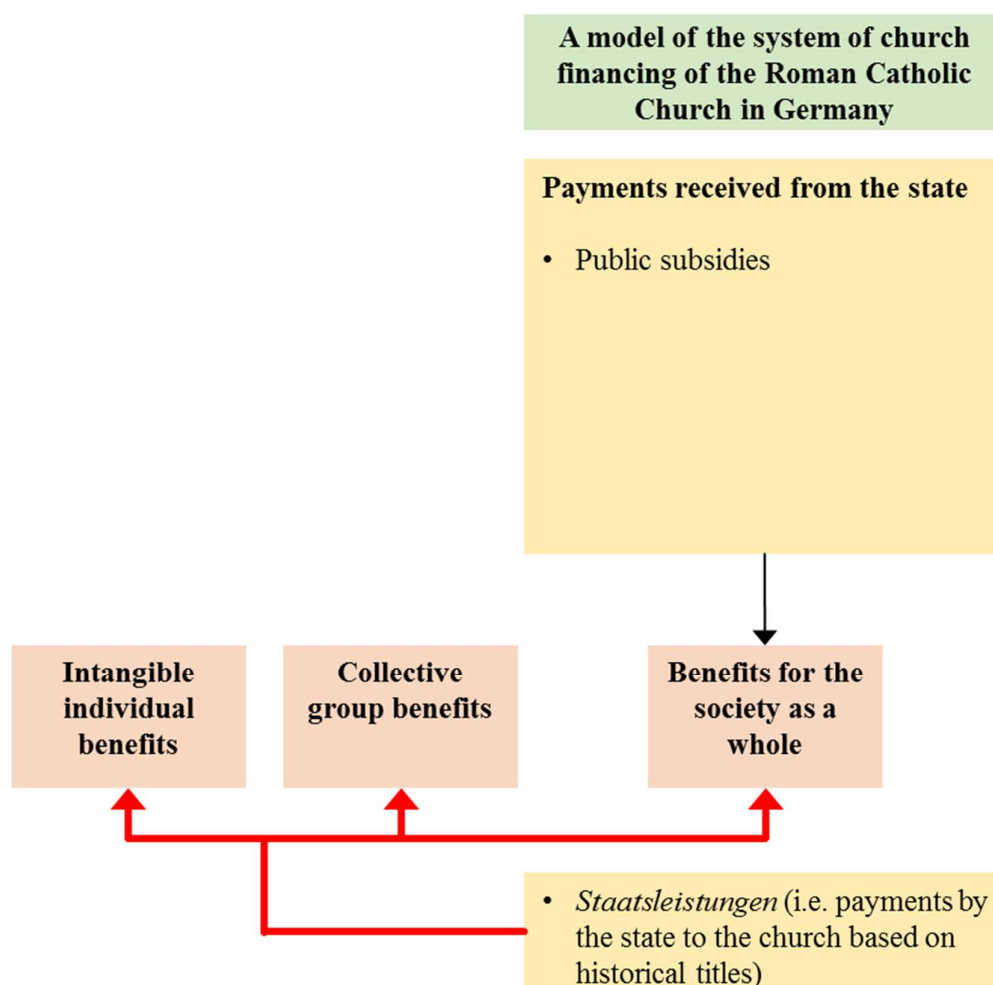 A model of the system of church
financing of the Roman Catholic
Church in Germany
Payments received from the state
• Public subsidies
Intangible
individual
benefits
Collective
group benefits
Benefits for the
society as a
whole
• Staatsleistungen (i.e. payments by
the state to the church based on
historical titles)